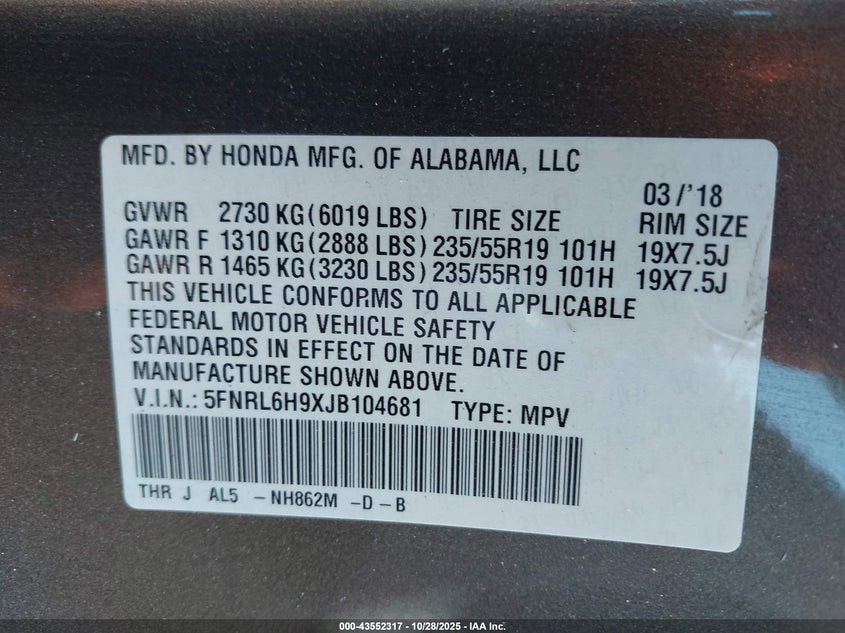 MFD. BY HONDA MFG. OF ALABAMA, LLC
03/'18
GVWR 2730 KG(6019 LBS) TIRE SIZE RIM SIZE
GAWR F 1310 KG(2888 LBS) 235/55R19 101H 19X7.5J
GAWR R 1465 KG(3230 LBS) 235/55R19 101H 19X7.5J
THIS VEHICLE CONFORMS TO ALL APPLICABLE
FEDERAL MOTOR VEHICLE SAFETY
STANDARDS IN EFFECT ON THE DATE OF
MANUFACTURE SHOWN ABOVE.
V.I.N.: 5FNRL6H9XJB104681 TYPE: MPV
THR J AL5 -NH862M -D-B
000-43552317 | 10/28/2025 - IAA Inc.